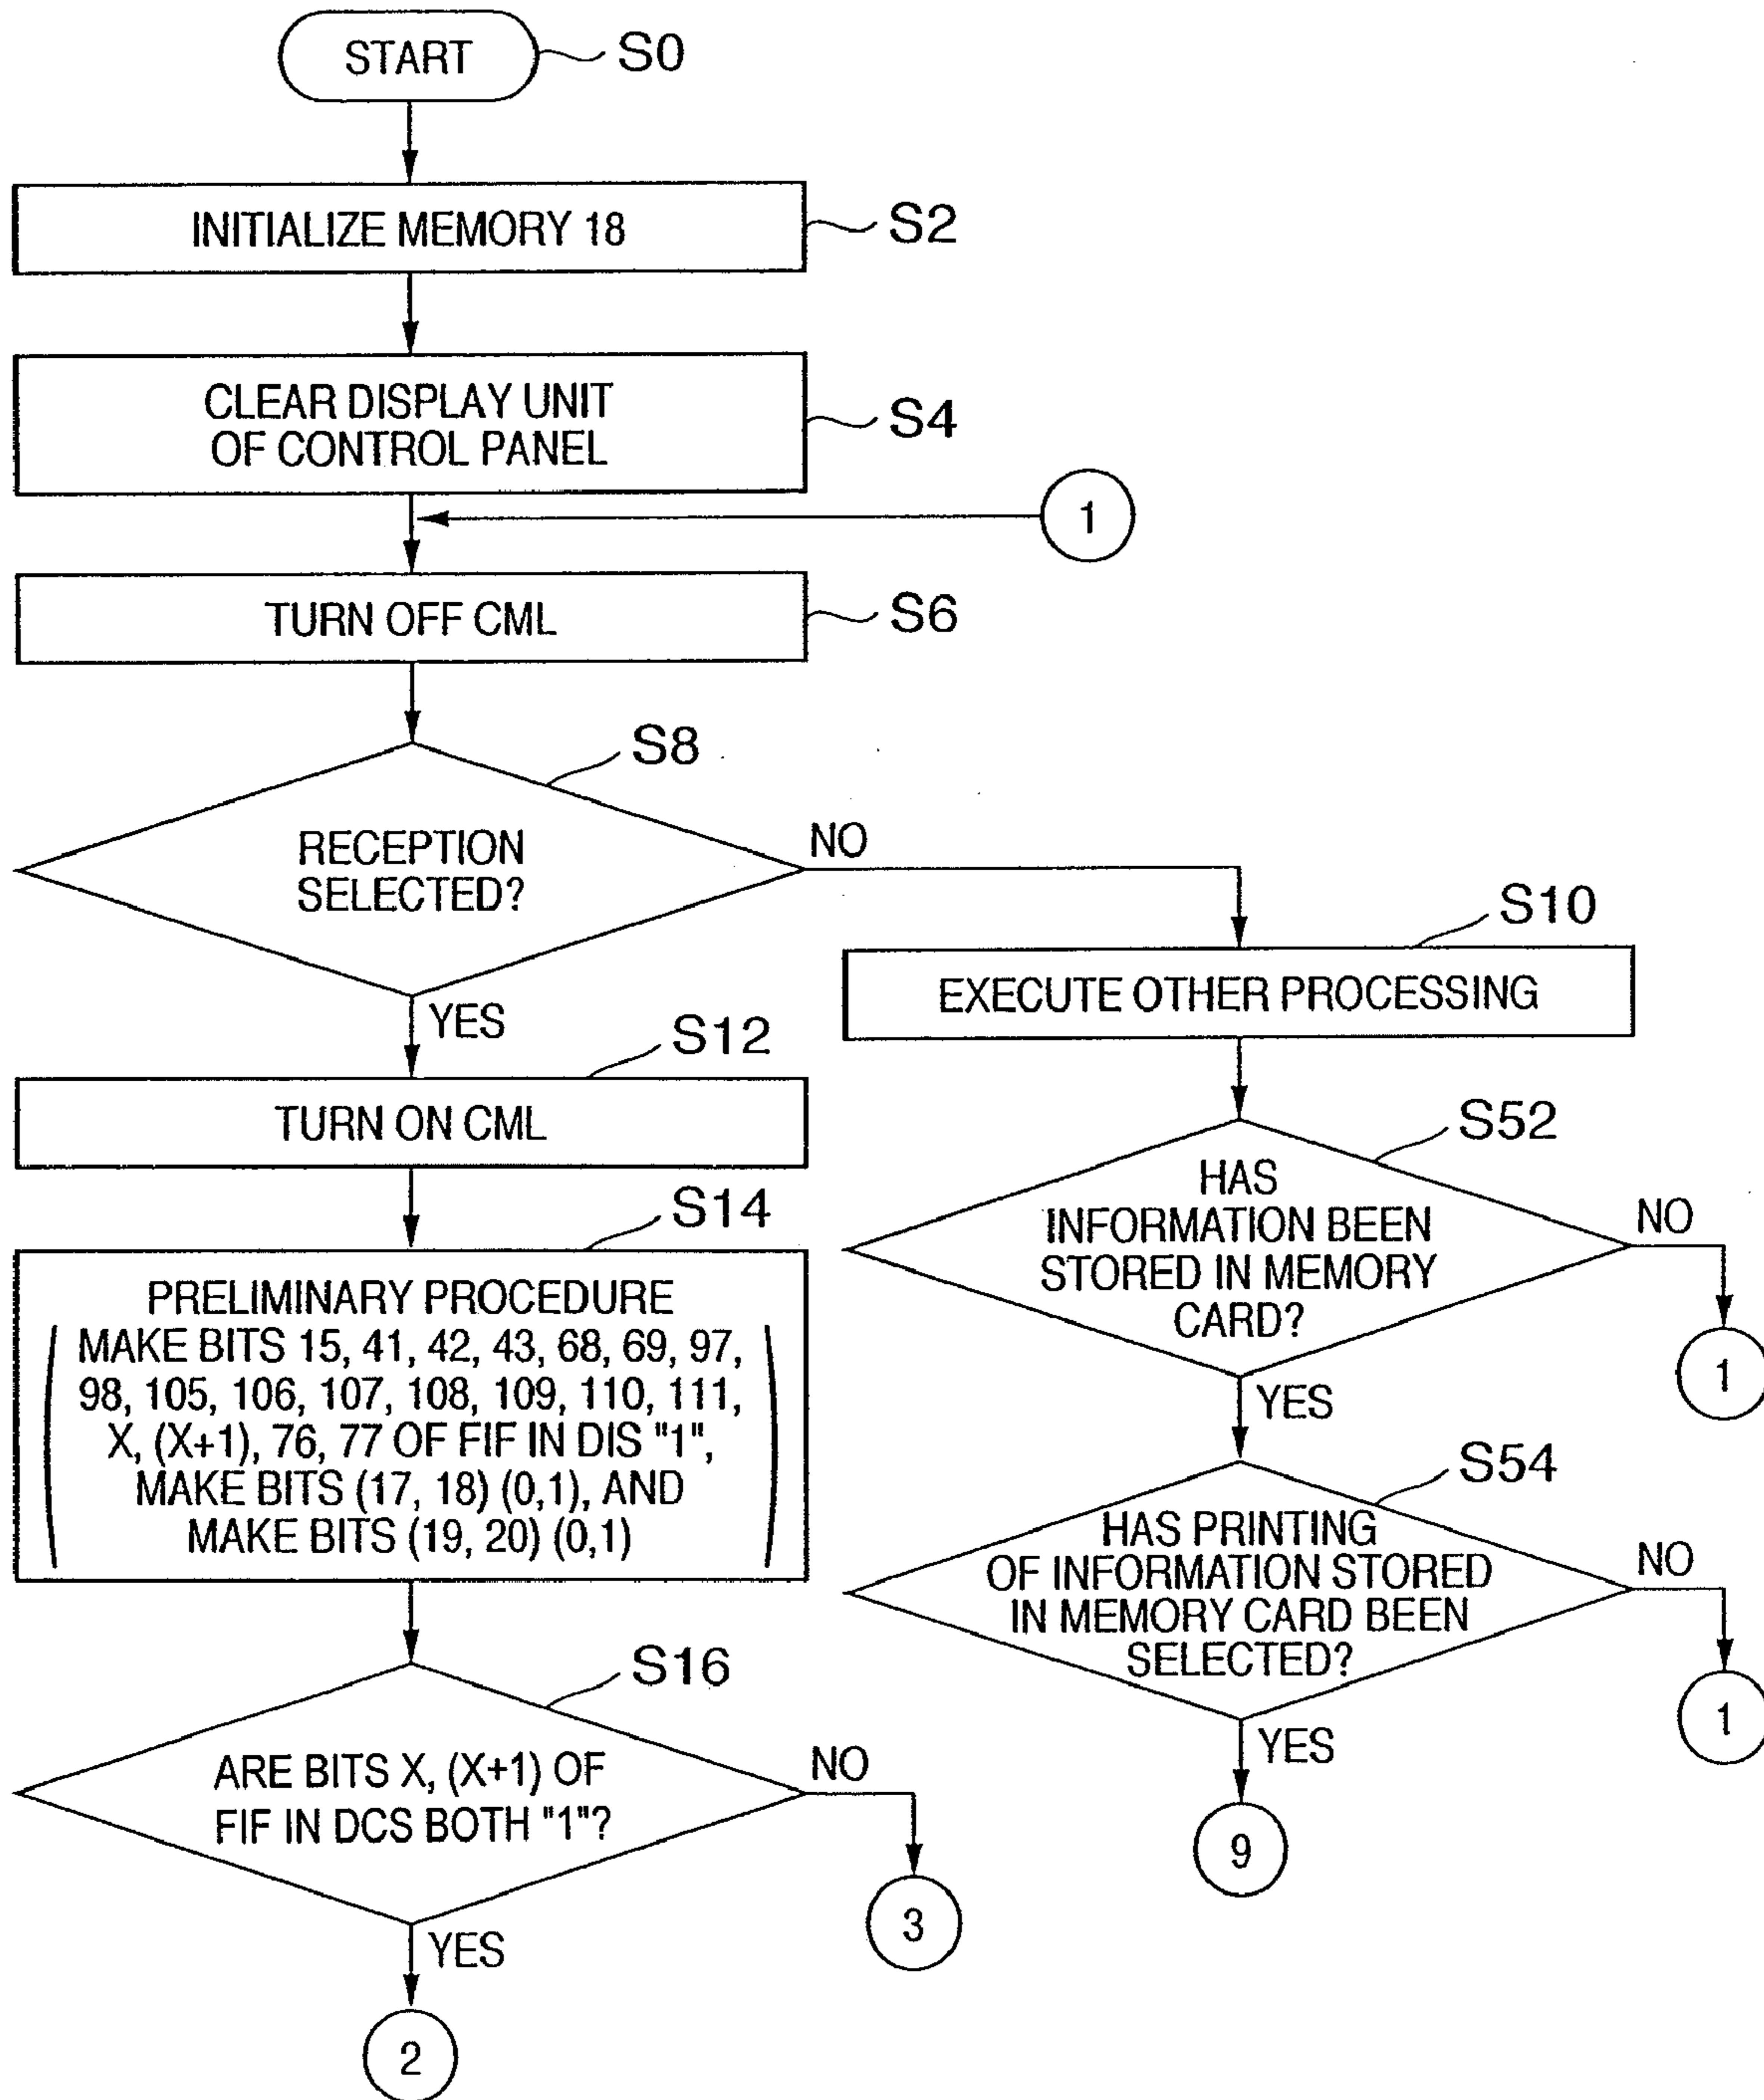 START
S0
INITIALIZE MEMORY 18
S2
CLEAR DISPLAY UNIT
OF CONTROL PANEL
S4
1
TURN OFF CML
S6
S8
RECEPTION
SELECTED?
NO
YES
S10
EXECUTE OTHER PROCESSING
S12
TURN ON CML
S52
HAS
INFORMATION BEEN
STORED IN MEMORY
CARD?
NO
1
YES
S14
PRELIMINARY PROCEDURE
MAKE BITS 15, 41, 42, 43, 68, 69, 97,
98, 105, 106, 107, 108, 109, 110, 111,
X, (X+1), 76, 77 OF FIF IN DIS "1",
MAKE BITS (17, 18) (0,1), AND
MAKE BITS (19, 20) (0,1)
S54
HAS PRINTING
OF INFORMATION STORED
IN MEMORY CARD BEEN
SELECTED?
NO
1
YES
9
S16
ARE BITS X, (X+1) OF
FIF IN DCS BOTH "1"?
NO
3
YES
2